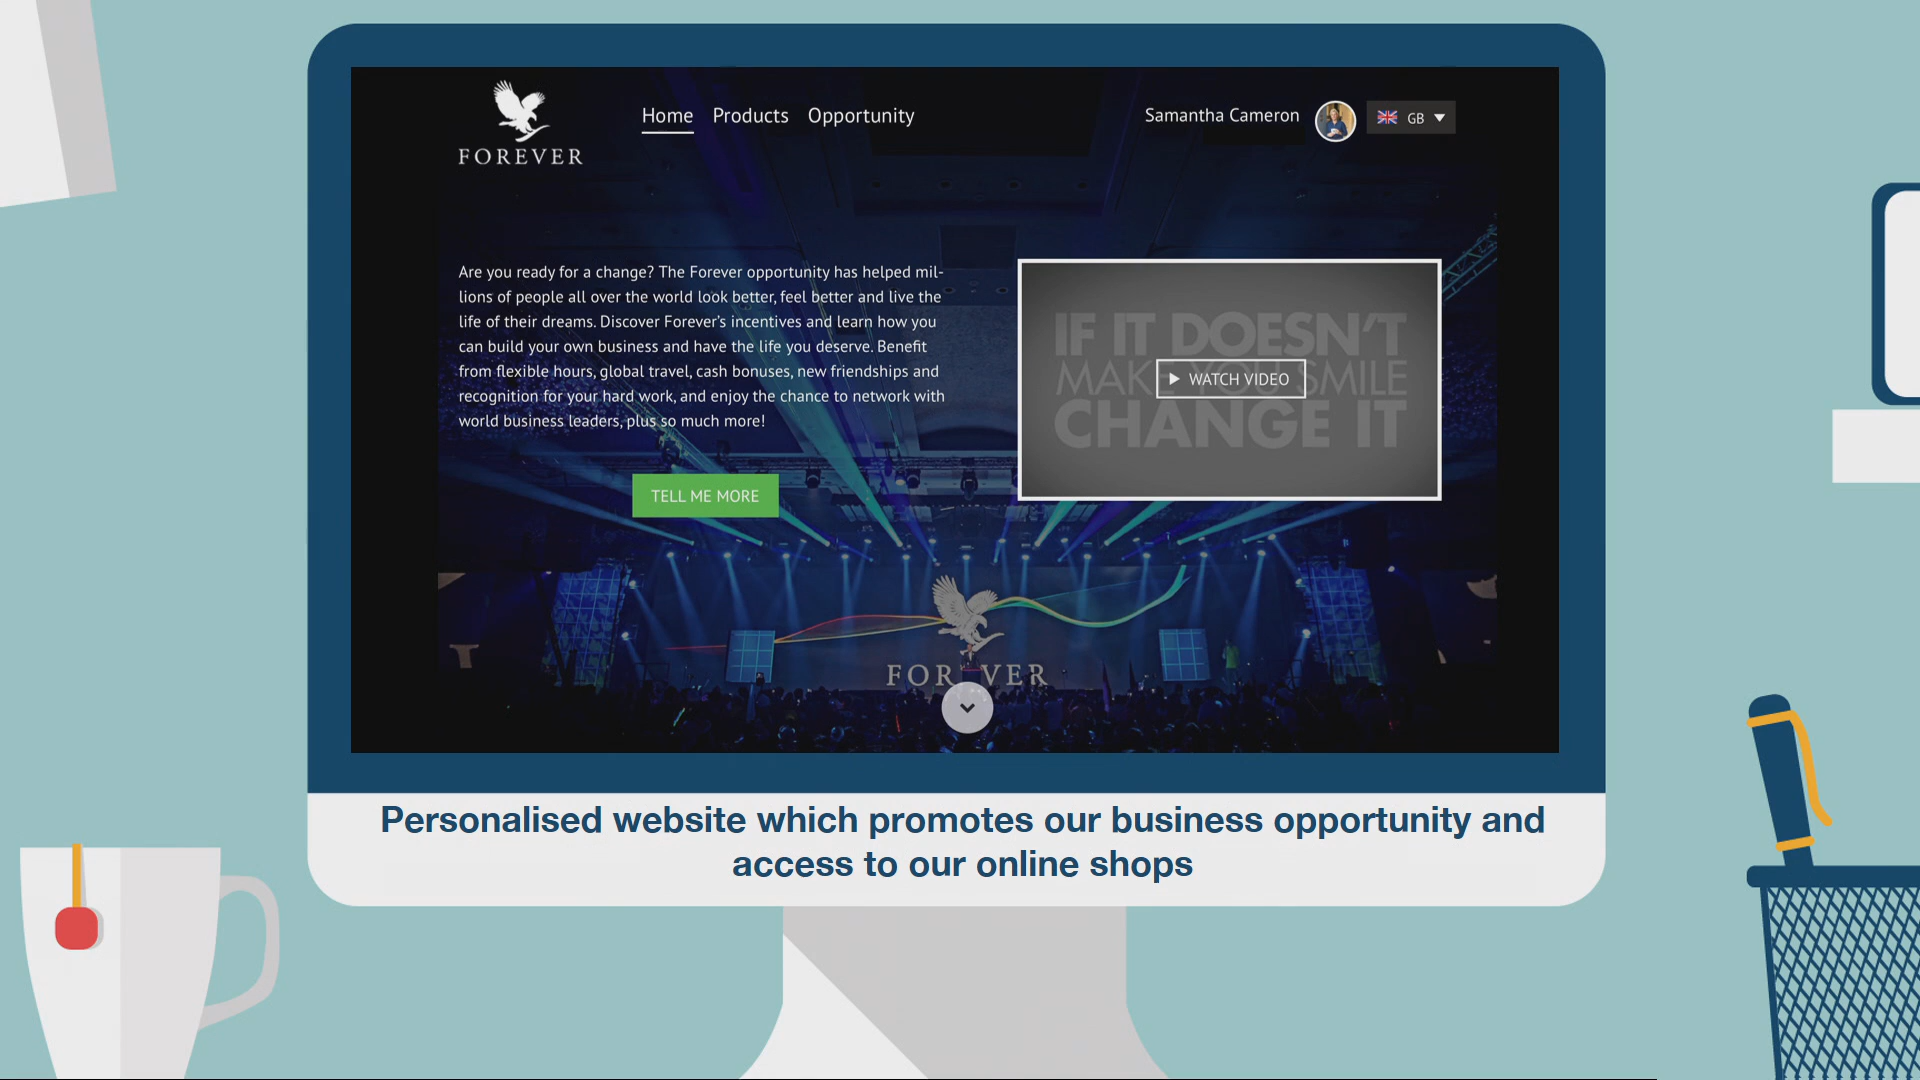 FOREVER
Home Products Opportunity
Samantha Cameron
GB
Are you ready for a change? The Forever opportunity has helped mil-
lions of people all over the world look better, feel better and live the
life of their dreams. Discover Forever's incentives and learn how you
can build your own business and have the life you deserve. Benefit
from flexible hours, global travel, cash bonuses, new friendships and
recognition for your hard work, and enjoy the chance to network with
world business leaders, plus so much more!
TELL ME MORE
IF IT DOESN'T
MAKE YOU SMILE
CHANGE IT
WATCH VIDEO
FOREVER
Personalised website which promotes our business opportunity and
access to our online shops